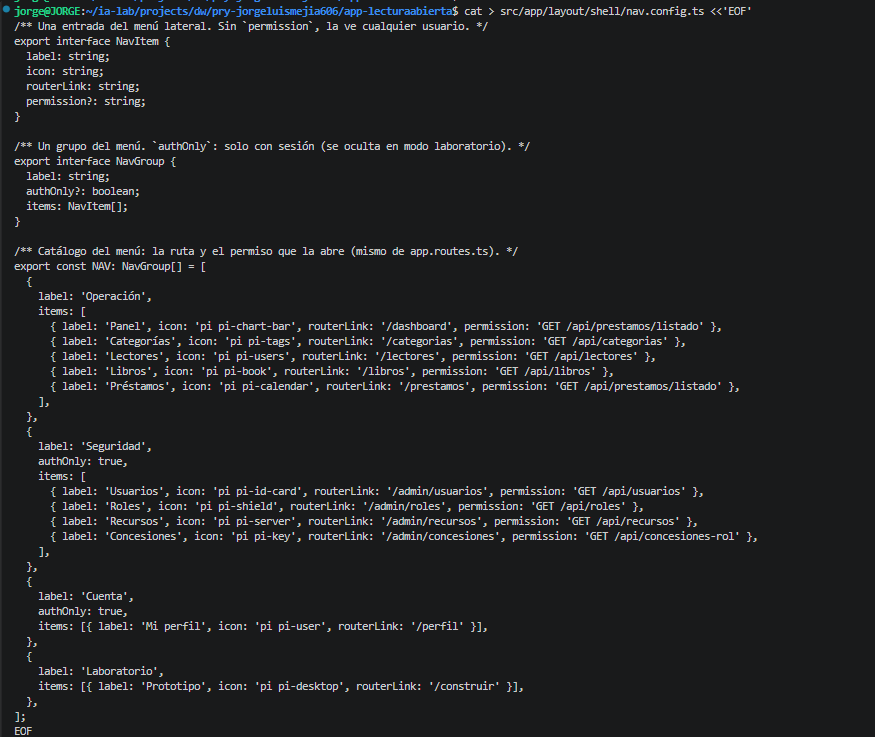 jorge@JORGE:~/ia-lab/projects/dw/pry-jorgeluismejia606/app-lecturaabierta$ cat > src/app/layout/shell/nav.config.ts <<'EOF'
/** Una entrada del menú lateral. Sin `permission`, la ve cualquier usuario. */
export interface NavItem {
  label: string;
  icon: string;
  routerLink: string;
  permission?: string;
}

/** Un grupo del menú. `authOnly`: solo con sesión (se oculta en modo laboratorio). */
export interface NavGroup {
  label: string;
  authOnly?: boolean;
  items: NavItem[];
}

/** Catálogo del menú: la ruta y el permiso que la abre (mismo de app.routes.ts). */
export const NAV: NavGroup[] = [
  {
    label: 'Operación',
    items: [
      { label: 'Panel', icon: 'pi pi-chart-bar', routerLink: '/dashboard', permission: 'GET /api/prestamos/listado' },
      { label: 'Categorías', icon: 'pi pi-tags', routerLink: '/categorias', permission: 'GET /api/categorias' },
      { label: 'Lectores', icon: 'pi pi-users', routerLink: '/lectores', permission: 'GET /api/lectores' },
      { label: 'Libros', icon: 'pi pi-book', routerLink: '/libros', permission: 'GET /api/libros' },
      { label: 'Préstamos', icon: 'pi pi-calendar', routerLink: '/prestamos', permission: 'GET /api/prestamos/listado' },
    ],
  },
  {
    label: 'Seguridad',
    authOnly: true,
    items: [
      { label: 'Usuarios', icon: 'pi pi-id-card', routerLink: '/admin/usuarios', permission: 'GET /api/usuarios' },
      { label: 'Roles', icon: 'pi pi-shield', routerLink: '/admin/roles', permission: 'GET /api/roles' },
      { label: 'Recursos', icon: 'pi pi-server', routerLink: '/admin/recursos', permission: 'GET /api/recursos' },
      { label: 'Concesiones', icon: 'pi pi-key', routerLink: '/admin/concesiones', permission: 'GET /api/concesiones-rol' },
    ],
  },
  {
    label: 'Cuenta',
    authOnly: true,
    items: [{ label: 'Mi perfil', icon: 'pi pi-user', routerLink: '/perfil' }],
  },
  {
    label: 'Laboratorio',
    items: [{ label: 'Prototipo', icon: 'pi pi-desktop', routerLink: '/construir' }],
  },
];
EOF